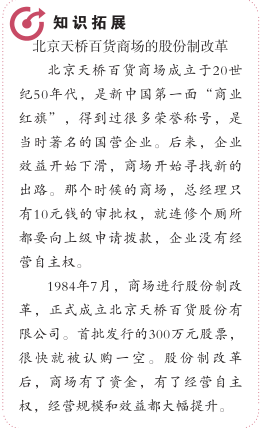 知识拓展
北京天桥百货商场的股份制改革
北京天桥百货商场成立于20世
纪50年代，是新中国第一面“商业
红旗”，得到过很多荣誉称号，是
当时著名的国营企业。后来，企业
效益开始下滑，商场开始寻找新的
出路。那个时候的商场，总经理只
有10元钱的审批权，就连修个厕所
都要向上级申请拨款，企业没有经
营自主权。
1984年7月，商场进行股份制改
革，正式成立北京天桥百货股份有
限公司。首批发行的300万元股票，
很快就被认购一空。股份制改革
后，商场有了资金，有了经营自主
权，经营规模和效益都大幅提升。